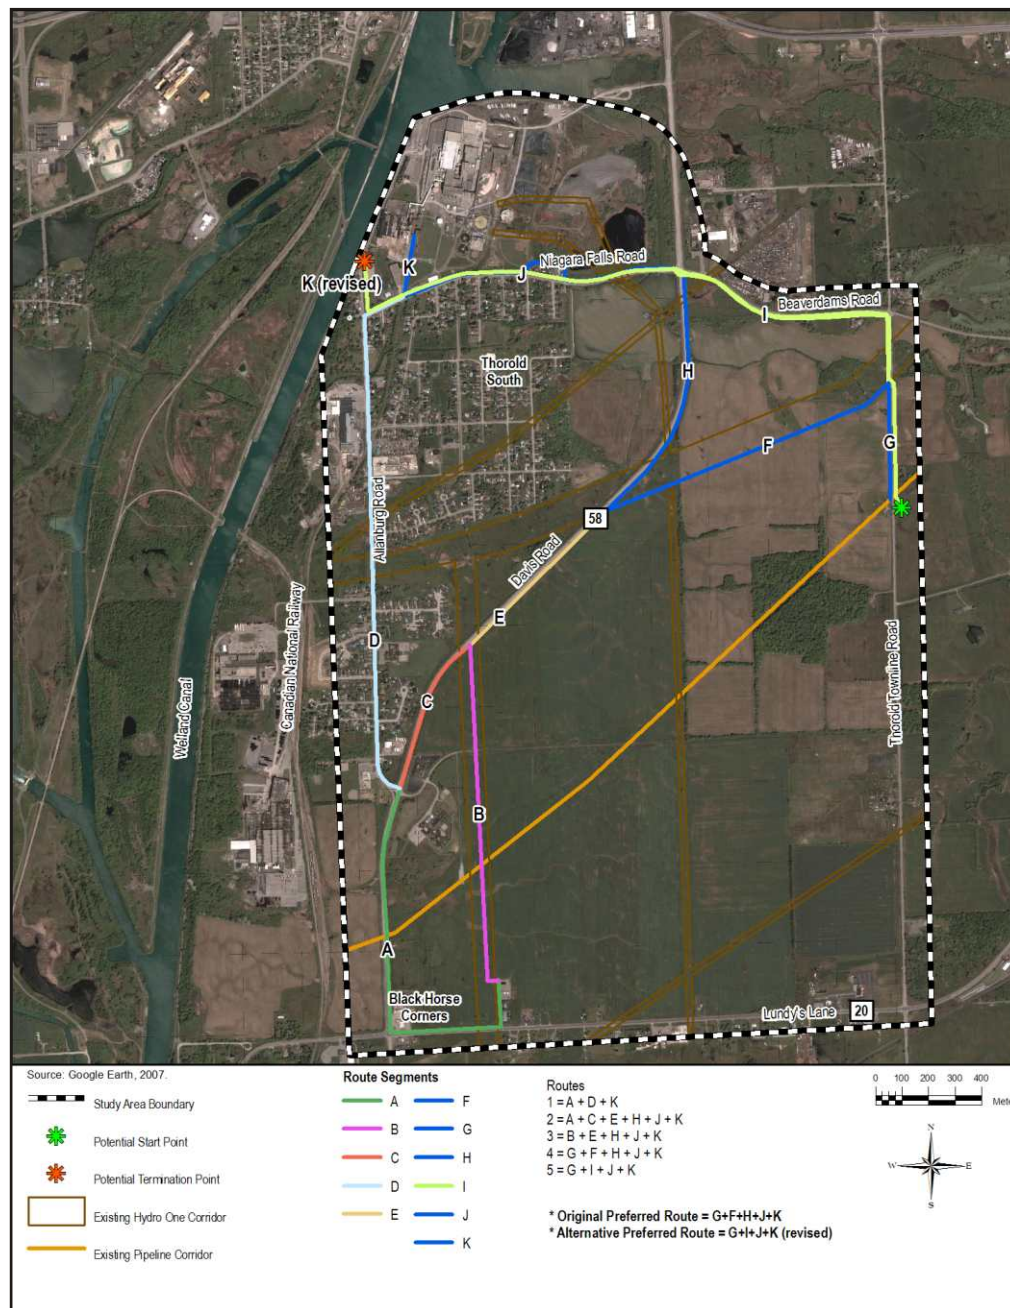 K
K (revised)
J
Niagara Falls Road
Beaverdams Road
I
Thorold
South
H
F
G
58
Allanburg Road
Davis Road
E
D
C
Canadian National Railway
Welland Canal
Thorold Townline Road
B
A
Black Horse
Corners
Lundy's Lane
20
Source: Google Earth, 2007.
Study Area Boundary
Potential Start Point
Potential Termination Point
Existing Hydro One Corridor
Existing Pipeline Corridor
Route Segments
A F
B G
C H
D I
E J
K
Routes
1 = A + D + K
2 = A + C + E + H + J + K
3 = B + E + H + J + K
4 = G + F + H + J + K
5 = G + I + J + K
* Original Preferred Route = G+F+H+J+K
* Alternative Preferred Route = G+I+J+K (revised)
0 100 200 300 400
Mete
N
W E
S